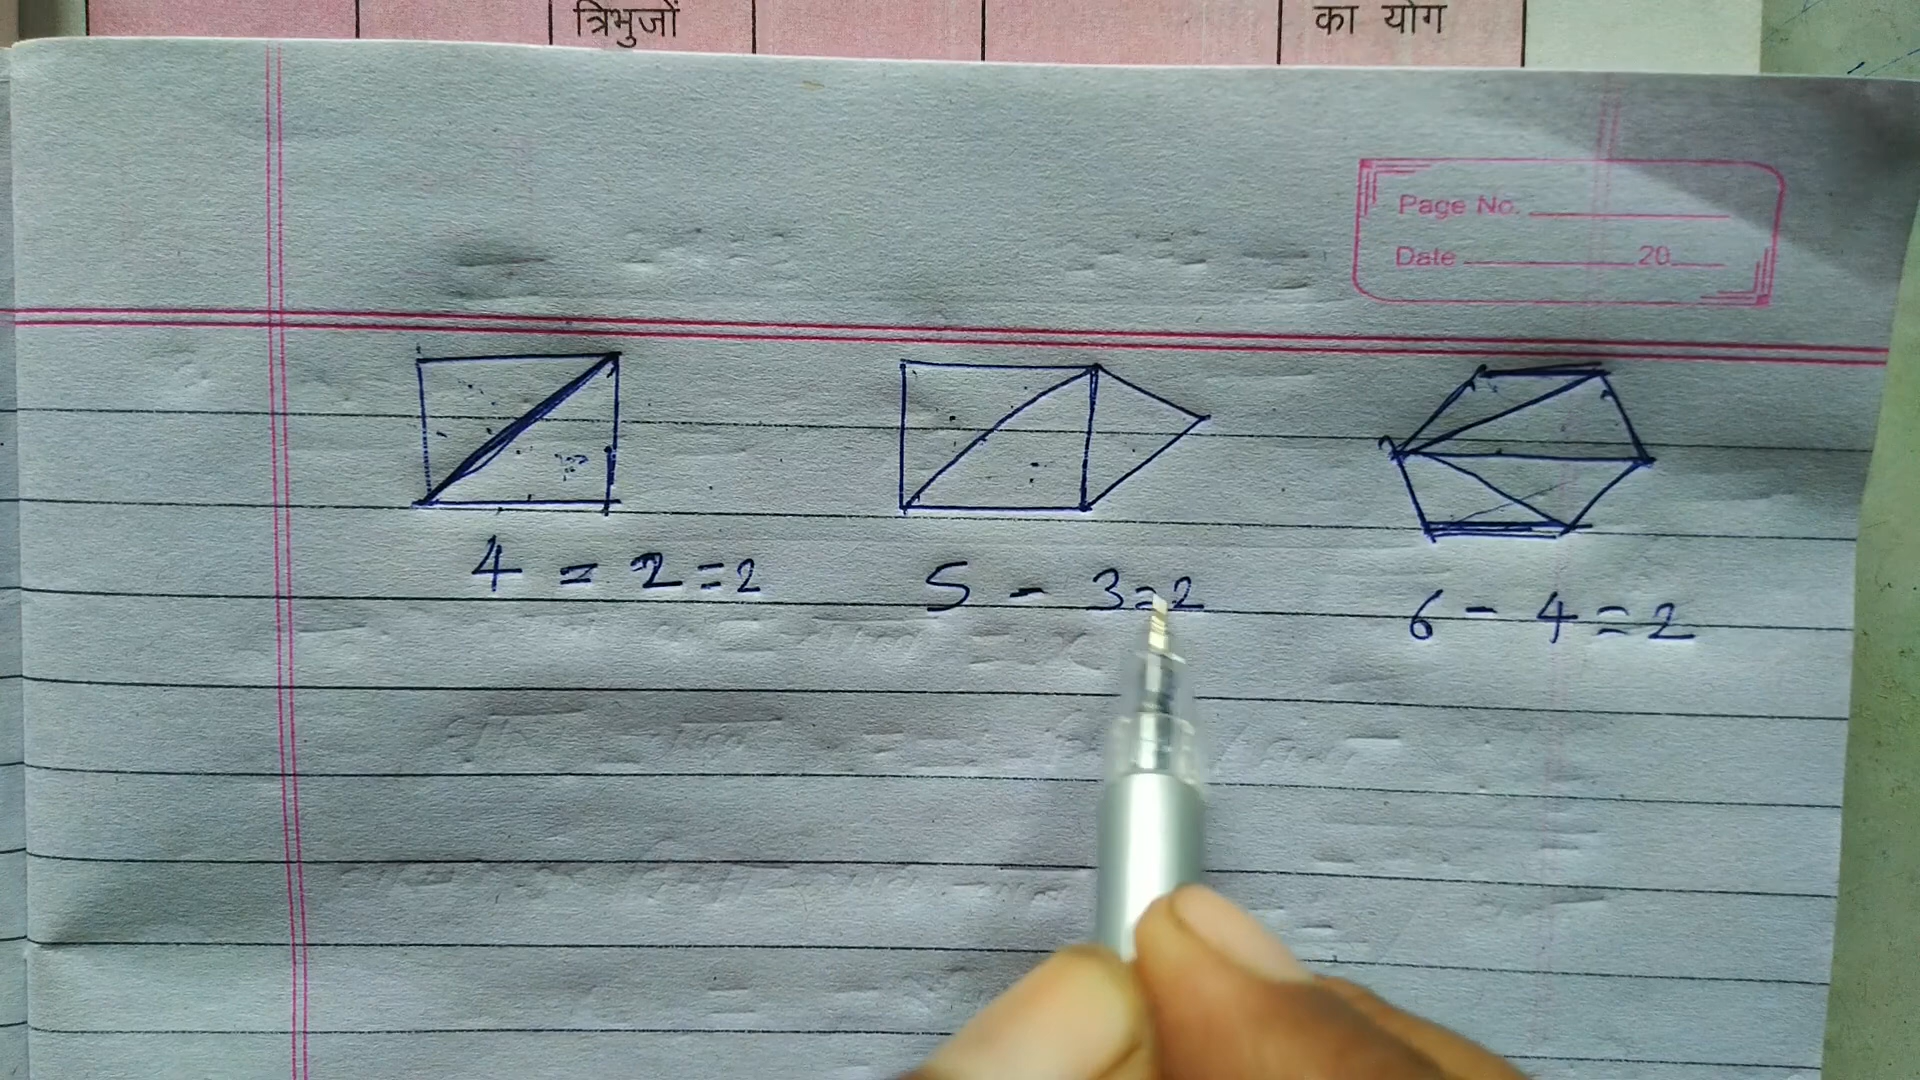 त्रिभुजों का योग
Page No.
Date 20
4 = 2 = 2 5 - 3 = 2 6 - 4 = 2